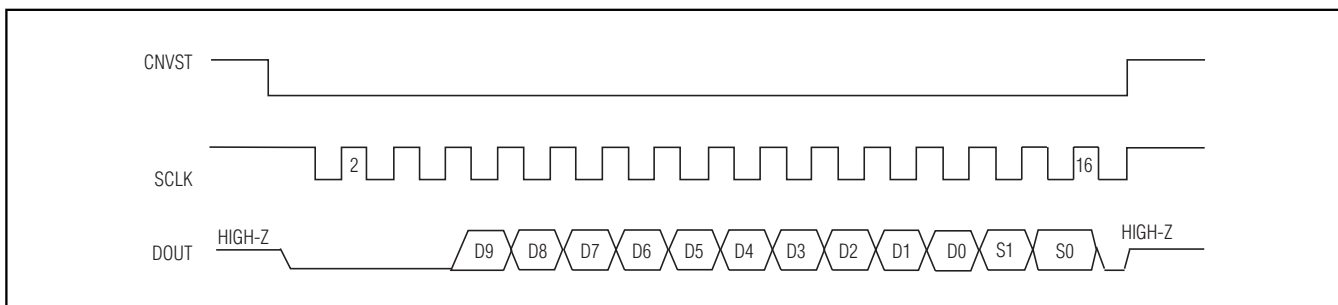 CNVST
SCLK
2
16
DOUT
HIGH-Z
D9 D8 D7 D6 D5 D4 D3 D2 D1 D0 S1 S0
HIGH-Z